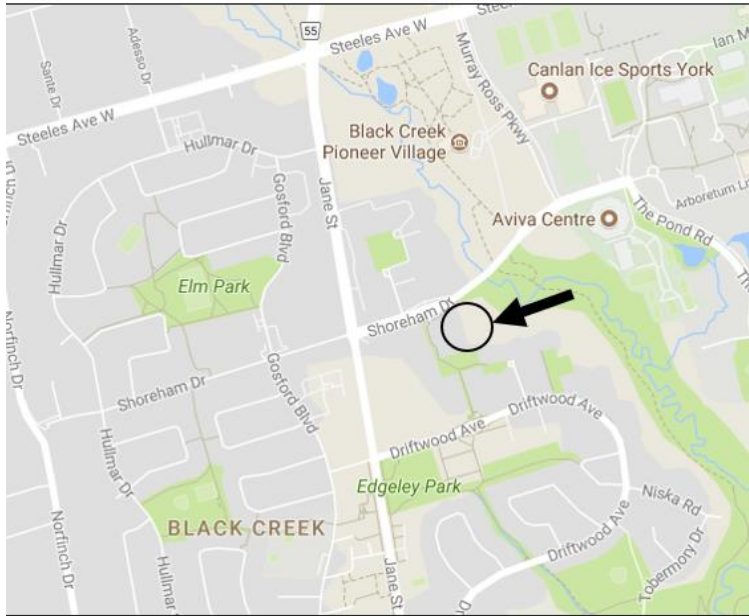 55
Steeles Ave W
Adesso Dr
Sante Dr
Canlan Ice Sports York
Murray Ross Pkwy
Black Creek
Pioneer Village
Steeles Ave W
Hullmar Dr
Gosford Blvd
Jane St
Arboretum Ln
The Pond Rd
Aviva Centre
Hullmar Dr
Elm Park
Shoreham Dr
Norfinch Dr
Shoreham Dr
Gosford Blvd
Driftwood Ave
Driftwood Ave
Hullmar Dr
Edgeley Park
Niska Rd
BLACK CREEK
Driftwood Ave
Tobermory Dr
Norfinch Dr
Hullmar Dr
Jane St